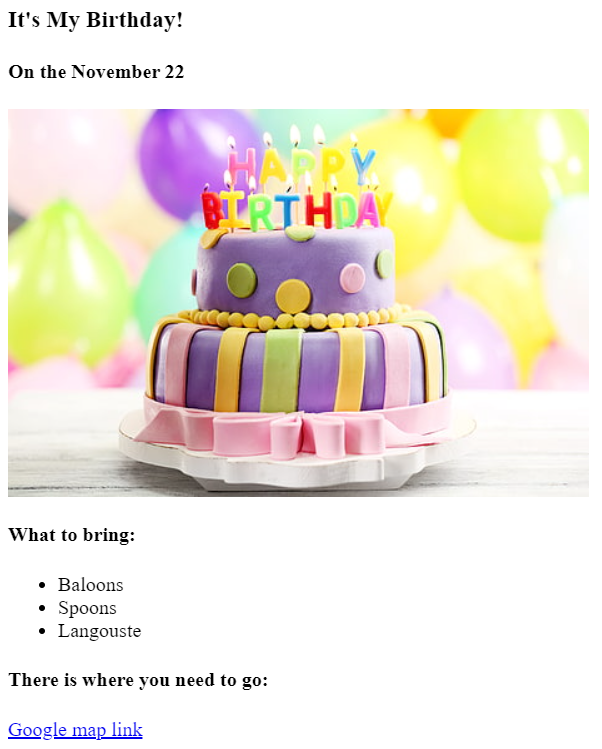 It's My Birthday!
On the November 22
HAPPY
BIRTHDAY
What to bring:
Baloons
Spoons
Langouste
There is where you need to go:
Google map link